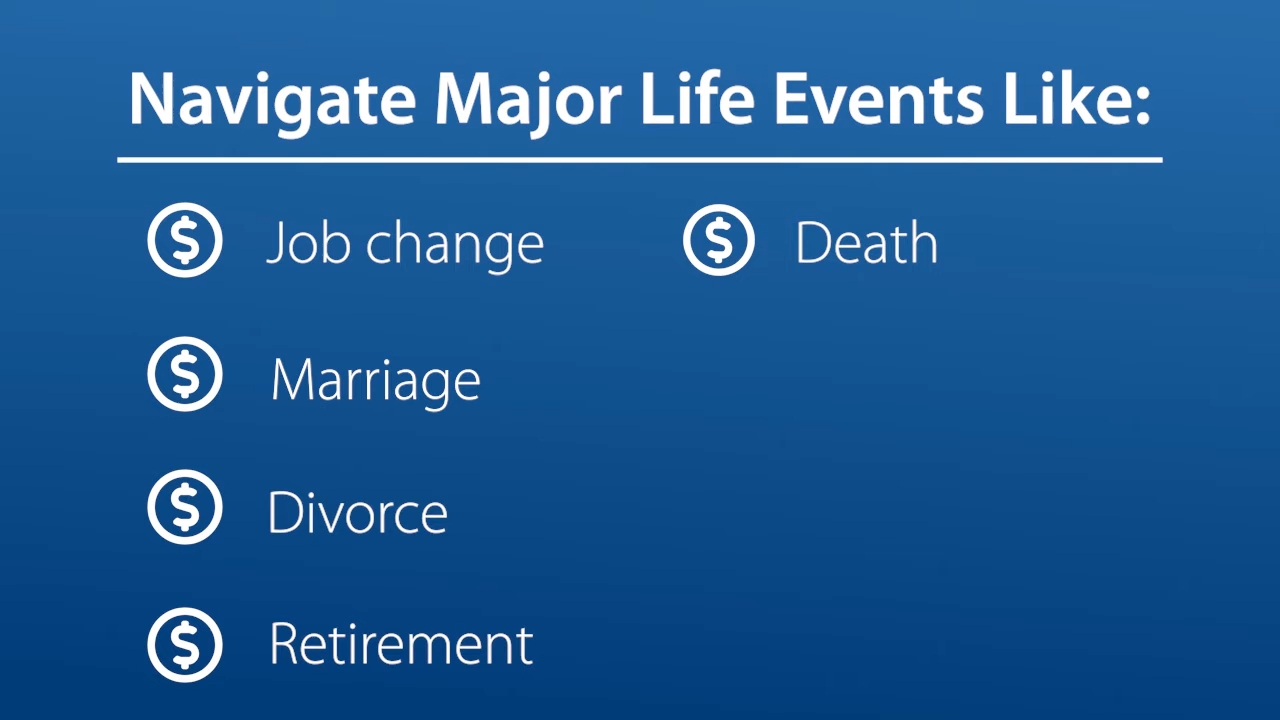 Navigate Major Life Events Like:
Job change
Marriage
Divorce
Retirement
Death